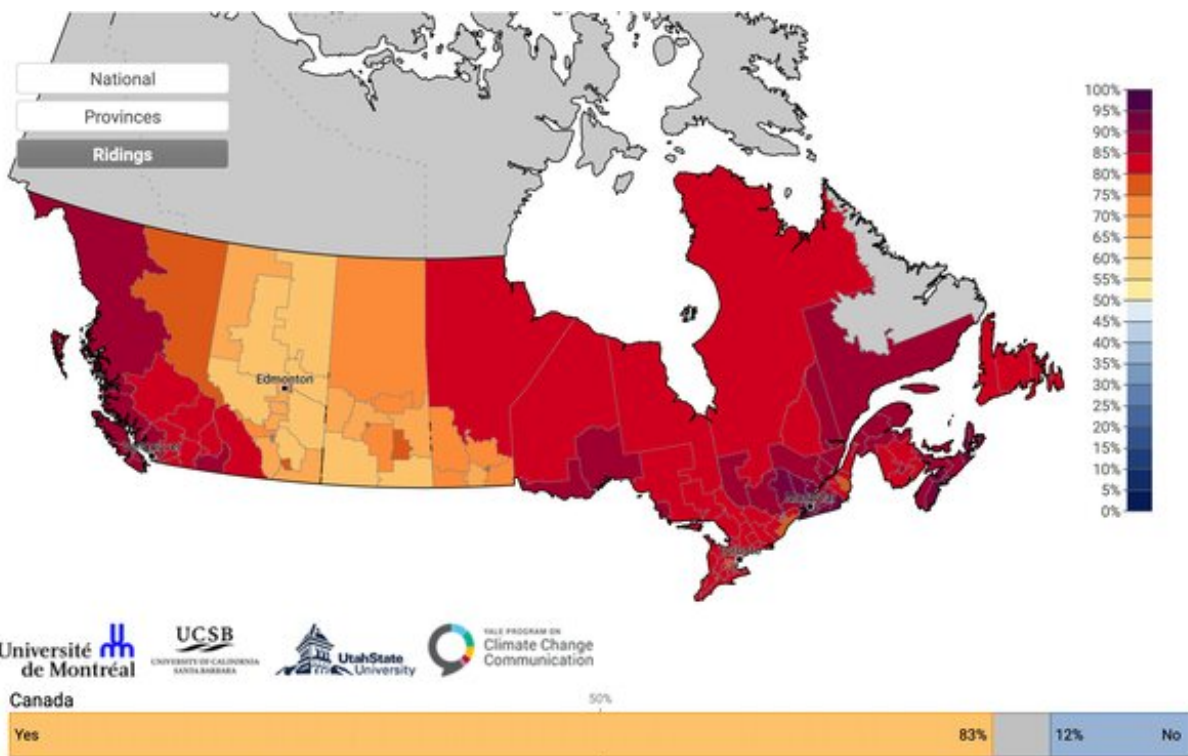 National
Provinces
Ridings
100%
95%
90%
85%
80%
75%
70%
65%
60%
55%
50%
45%
40%
35%
30%
25%
20%
15%
10%
5%
0%
Edmonton
Montréal
Université
de Montréal
UCSB
UNIVERSITY OF CALIFORNIA
SANTA BARBARA
UtahState
University
YALE PROGRAM ON
Climate Change
Communication
Canada
50%
Yes 83% 12% No